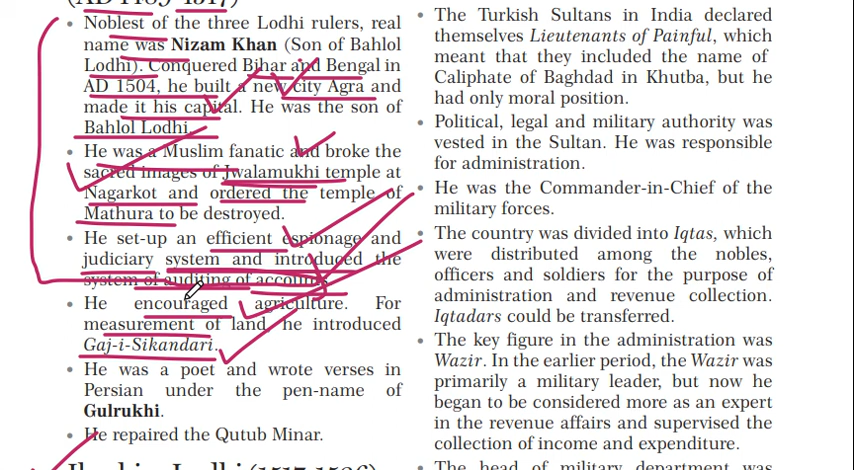 Noblest of the three Lodhi rulers, real
name was Nizam Khan (Son of Bahlol
Lodhi). Conquered Bihar and Bengal in
AD 1504, he built a new city Agra and
made it his capital. He was the son of
Bahlol Lodhi.
He was a Muslim fanatic and broke the
sacred images of Jwalamukhi temple at
Nagarkot and ordered the temple of
Mathura to be destroyed.
He set-up an efficient espionage and
judiciary system and introduced the
system of auditing of accounts.
He encouraged agriculture. For
measurement of land, he introduced
Gaj-i-Sikandari.
He was a poet and wrote verses in
Persian under the pen-name of
Gulrukhi.
He repaired the Qutub Minar.
The Turkish Sultans in India declared
themselves Lieutenants of Painful, which
meant that they included the name of
Caliphate of Baghdad in Khutba, but he
had only moral position.
Political, legal and military authority was
vested in the Sultan. He was responsible
for administration.
He was the Commander-in-Chief of the
military forces.
The country was divided into Iqtas, which
were distributed among the nobles,
officers and soldiers for the purpose of
administration and revenue collection.
Iqtadars could be transferred.
The key figure in the administration was
Wazir. In the earlier period, the Wazir was
primarily a military leader, but now he
began to be considered more as an expert
in the revenue affairs and supervised the
collection of income and expenditure.
The head of military department was